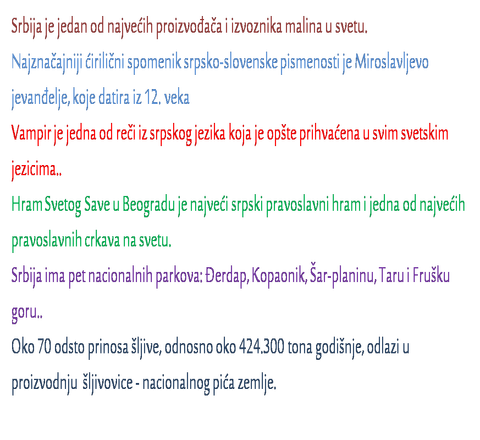 Srbija je jedan od najvećih proizvođača i izvoznika malina u svetu.
Najznačajniji ćirilični spomenik srpsko-slovenske pismenosti je Miroslavljevo
jevanđelje, koje datira iz 12. veka
Vampir je jedna od reči iz srpskog jezika koja je opšte prihvaćena u svim svetskim
jezicima..
Hram Svetog Save u Beogradu je najveći srpski pravoslavni hram i jedna od najvećih
pravoslavnih crkava na svetu.
Srbija ima pet nacionalnih parkova: Đerdap, Kopaonik, Šar-planinu, Taru i Frušku
goru..
Oko 70 odsto prinosa šljive, odnosno oko 424.300 tona godišnje, odlazi u
proizvodnju šljivovice - nacionalnog pića zemlje.